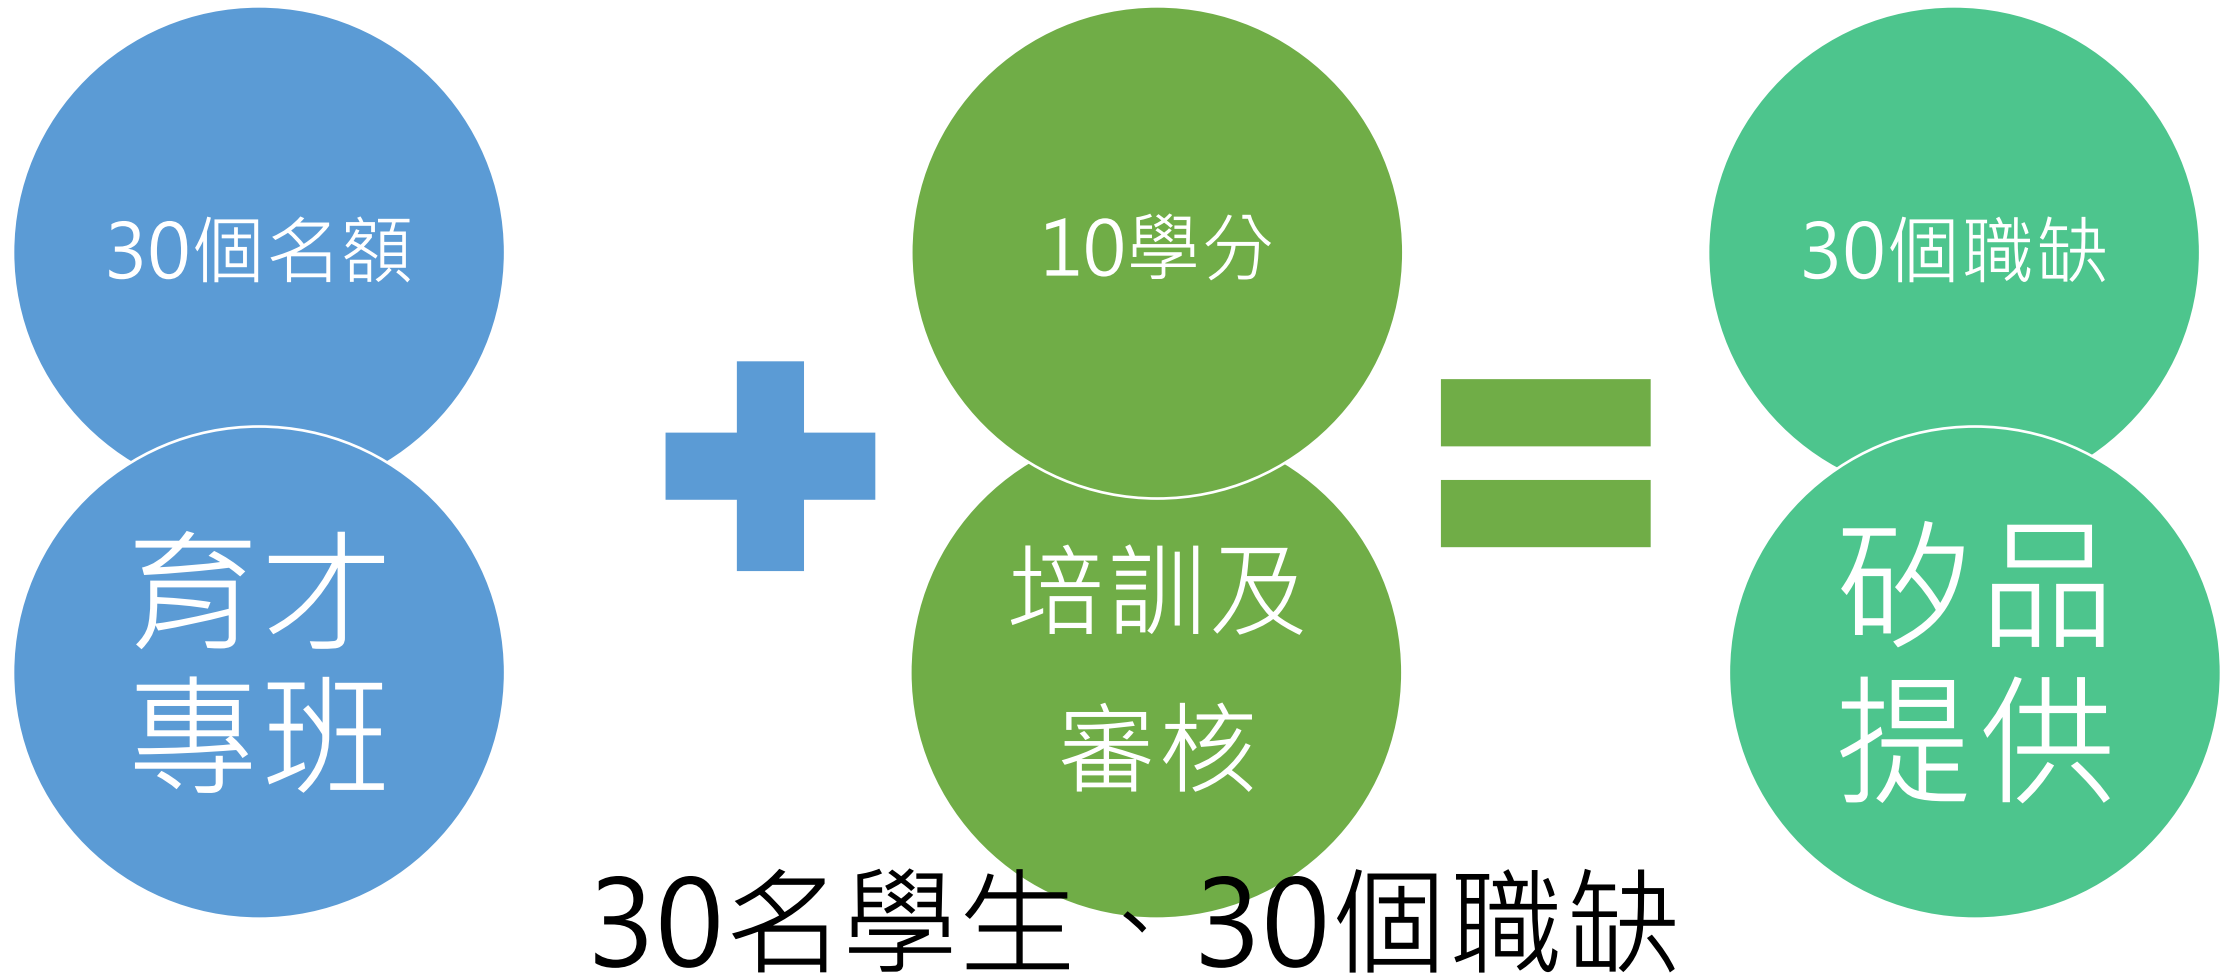 30個名額
育才
專班
10學分
培訓及
審核
30個職缺
矽品
提供
30名學生、30個職缺